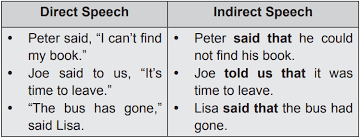 Direct Speech
Indirect Speech
• Peter said, “I can’t find
my book.”
• Peter said that he could
not find his book.
• Joe said to us, “It’s
time to leave.”
• Joe told us that it was
time to leave.
• “The bus has gone,”
said Lisa.
• Lisa said that the bus had
gone.